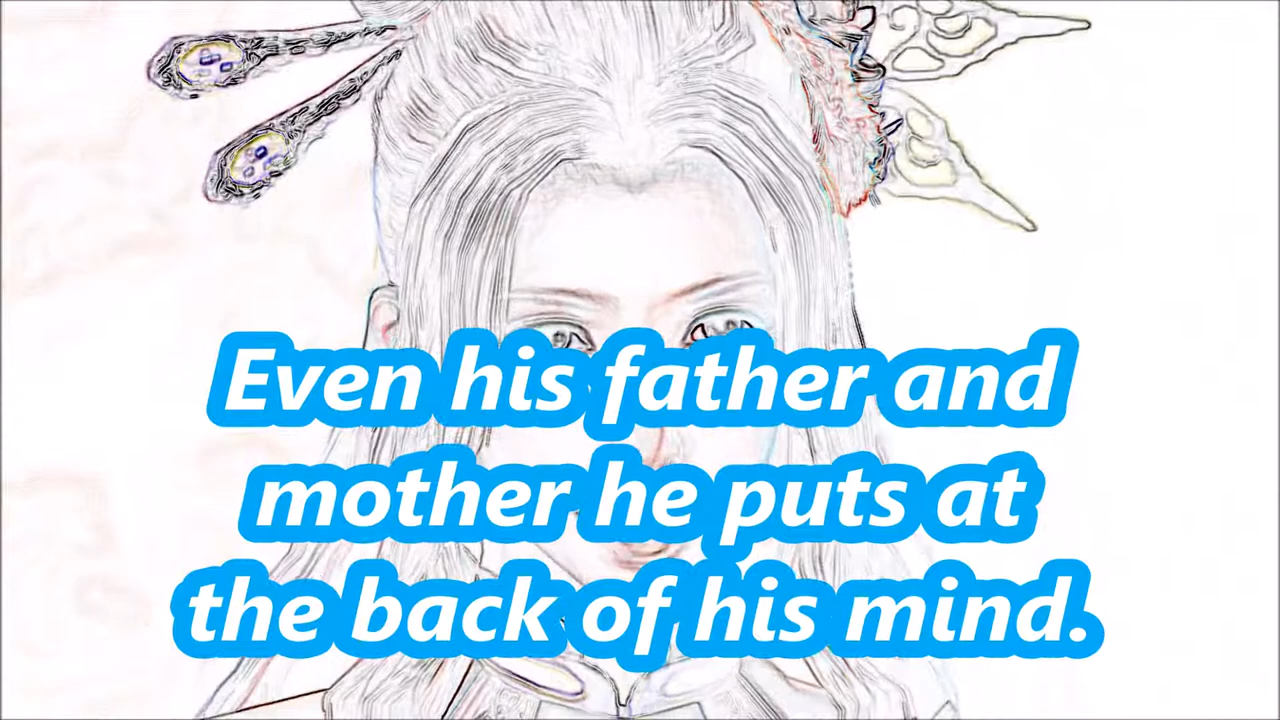 Even his father and
mother he puts at
the back of his mind.